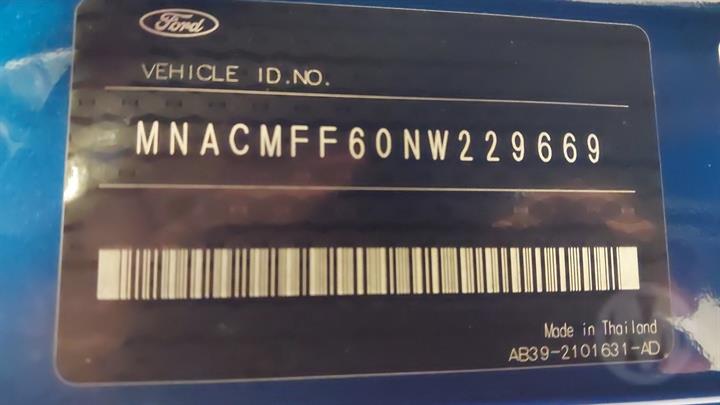 Ford
VEHICLE ID.NO.
MNACMFF60NW229669
Made in Thailand
AB39-2101631-AD